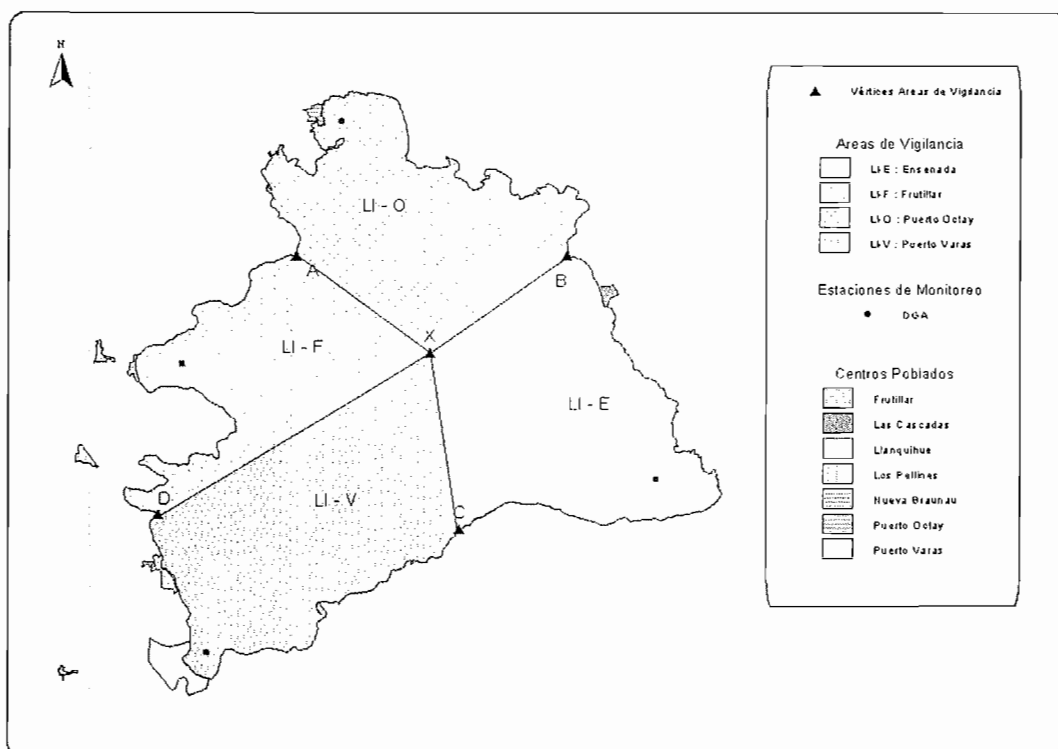 N
LI - O
A
B
X
LI - F
LI - E
LI - V
D
C
Vértices Areas de Vigilancia
Areas de Vigilancia
LI-E : Ensenada
LI-F : Frutillar
LI-O : Puerto Octay
LI-V : Puerto Varas
Estaciones de Monitoreo
DGA
Centros Poblados
Frutillar
Las Cascadas
Llanquihue
Los Pellines
Nueva Braunau
Puerto Octay
Puerto Varas